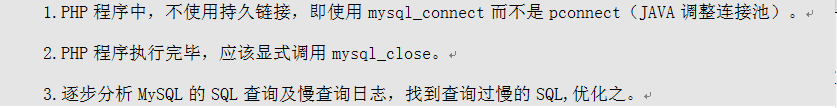 1.PHP 程序中，不使用持久链接，即使用 mysql_connect 而不是 pconnect（JAVA 调整连接池）。
2.PHP 程序执行完毕，应该显式调用 mysql_close。
3.逐步分析 MySQL 的 SQL 查询及慢查询日志，找到查询过慢的 SQL,优化之。